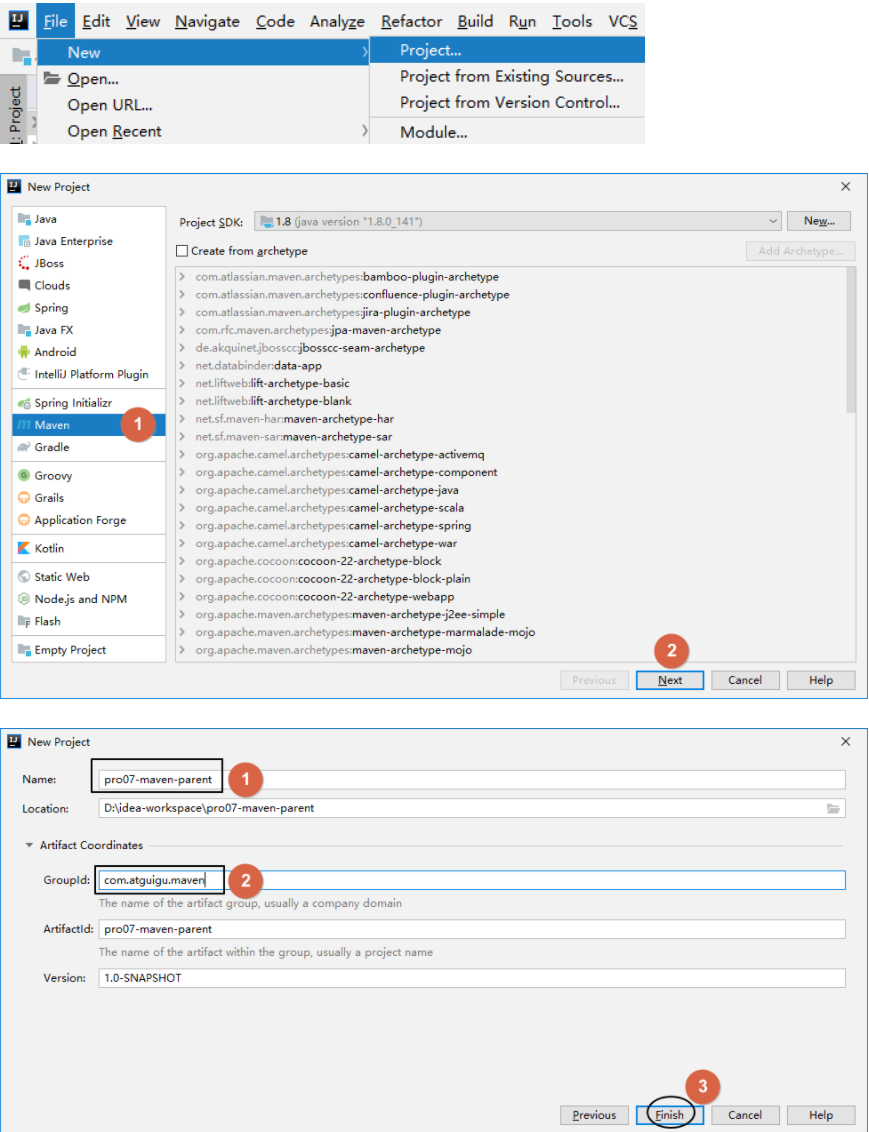 File Edit View Navigate Code Analyze Refactor Build Run Tools VCS
New
Project...
Open...
Project from Existing Sources...
Open URL...
Project from Version Control...
Open Recent
Module...
Project
New Project
Java
Java Enterprise
JBoss
Clouds
Spring
Java FX
Android
IntelliJ Platform Plugin
Spring Initializr
Maven
1
Gradle
Groovy
Grails
Application Forge
Kotlin
Static Web
Node.js and NPM
Flash
Empty Project
Project SDK: 1.8 (java version "1.8.0_141") New...
Create from archetype Add Archetype...
com.atlassian.maven.archetypes:bamboo-plugin-archetype
com.atlassian.maven.archetypes:confluence-plugin-archetype
com.atlassian.maven.archetypes:jira-plugin-archetype
com.rfc.maven.archetypes:jpa-maven-archetype
de.akquinet.jbosscc:jbosscc-seam-archetype
net.databinder:data-app
net.liftweb:lift-archetype-basic
net.liftweb:lift-archetype-blank
net.sf.maven-har:maven-archetype-har
net.sf.maven-sar:maven-archetype-sar
org.apache.camel.archetypes:camel-archetype-activemq
org.apache.camel.archetypes:camel-archetype-component
org.apache.camel.archetypes:camel-archetype-java
org.apache.camel.archetypes:camel-archetype-scala
org.apache.camel.archetypes:camel-archetype-spring
org.apache.camel.archetypes:camel-archetype-war
org.apache.cocoon:cocoon-22-archetype-block
org.apache.cocoon:cocoon-22-archetype-block-plain
org.apache.cocoon:cocoon-22-archetype-webapp
org.apache.maven.archetypes:maven-archetype-j2ee-simple
org.apache.maven.archetypes:maven-archetype-marmalade-mojo
org.apache.maven.archetypes:maven-archetype-mojo
2
Previous Next Cancel Help
New Project
Name: pro07-maven-parent 1
Location: D:\idea-workspace\pro07-maven-parent
Artifact Coordinates
GroupId: com.atguigu.maven 2
The name of the artifact group, usually a company domain
ArtifactId: pro07-maven-parent
The name of the artifact within the group, usually a project name
Version: 1.0-SNAPSHOT
3
Previous Finish Cancel Help